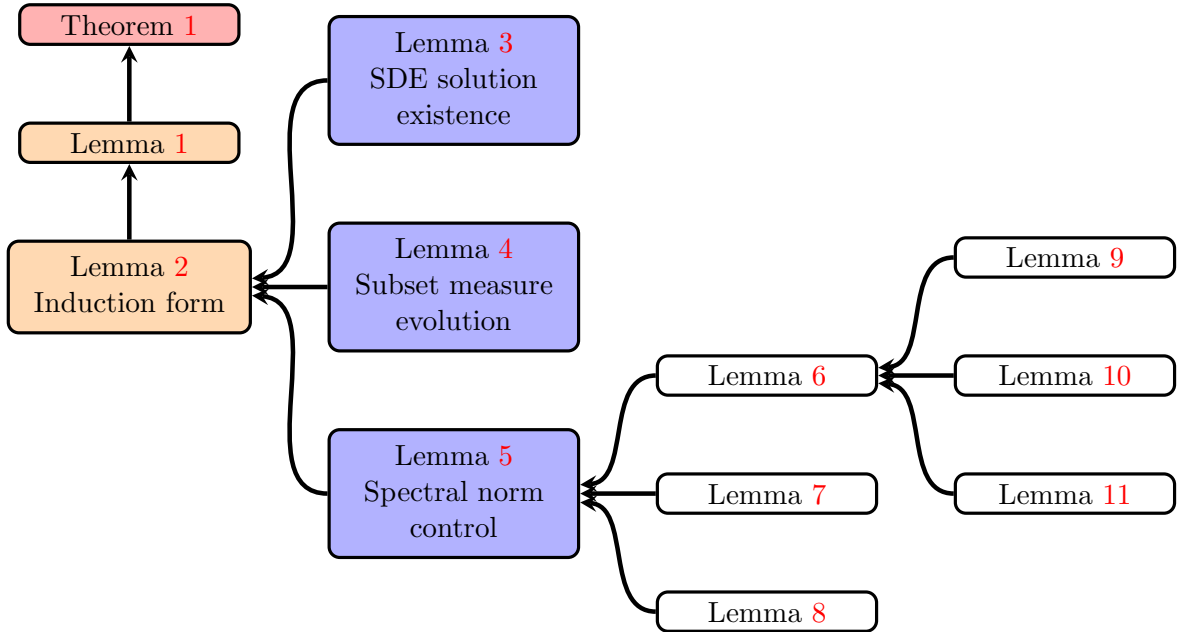 Theorem 1
Lemma 1
Lemma 2
Induction form
Lemma 3
SDE solution
existence
Lemma 4
Subset measure
evolution
Lemma 5
Spectral norm
control
Lemma 6
Lemma 7
Lemma 8
Lemma 9
Lemma 10
Lemma 11